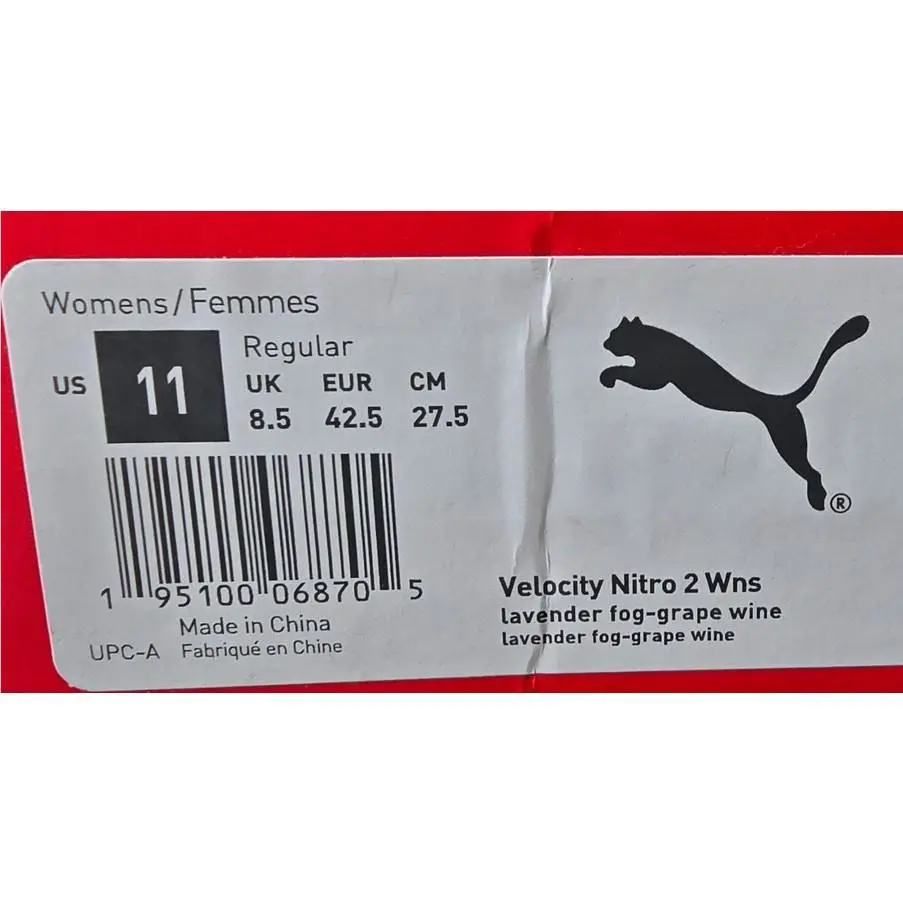 Womens/Femmes
US 11
Regular
UK EUR CM
8.5 42.5 27.5
1 95100 06870 5
Made in China
UPC-A Fabriqué en Chine
®
Velocity Nitro 2 Wns
lavender fog-grape wine
lavender fog-grape wine